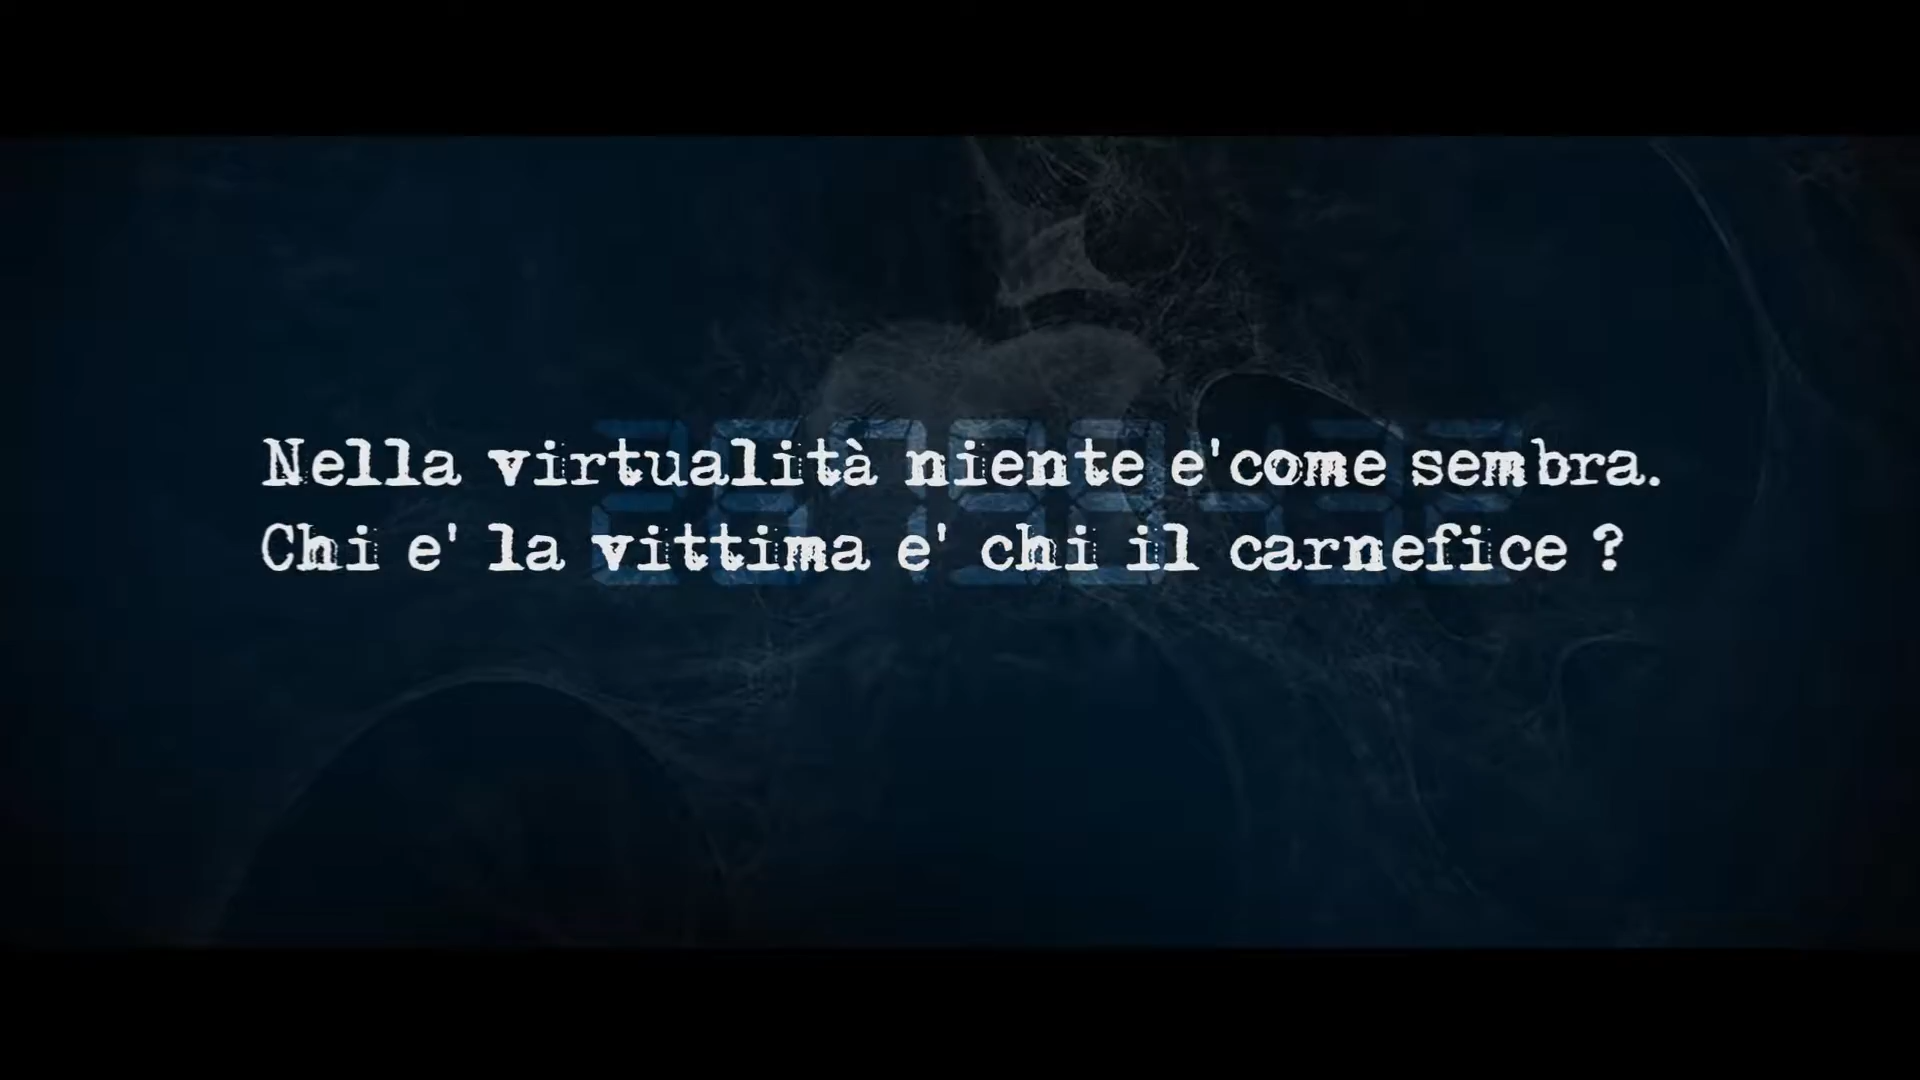 Nella virtualità niente e'come sembra.
Chi e' la vittima e' chi il carnefice ?